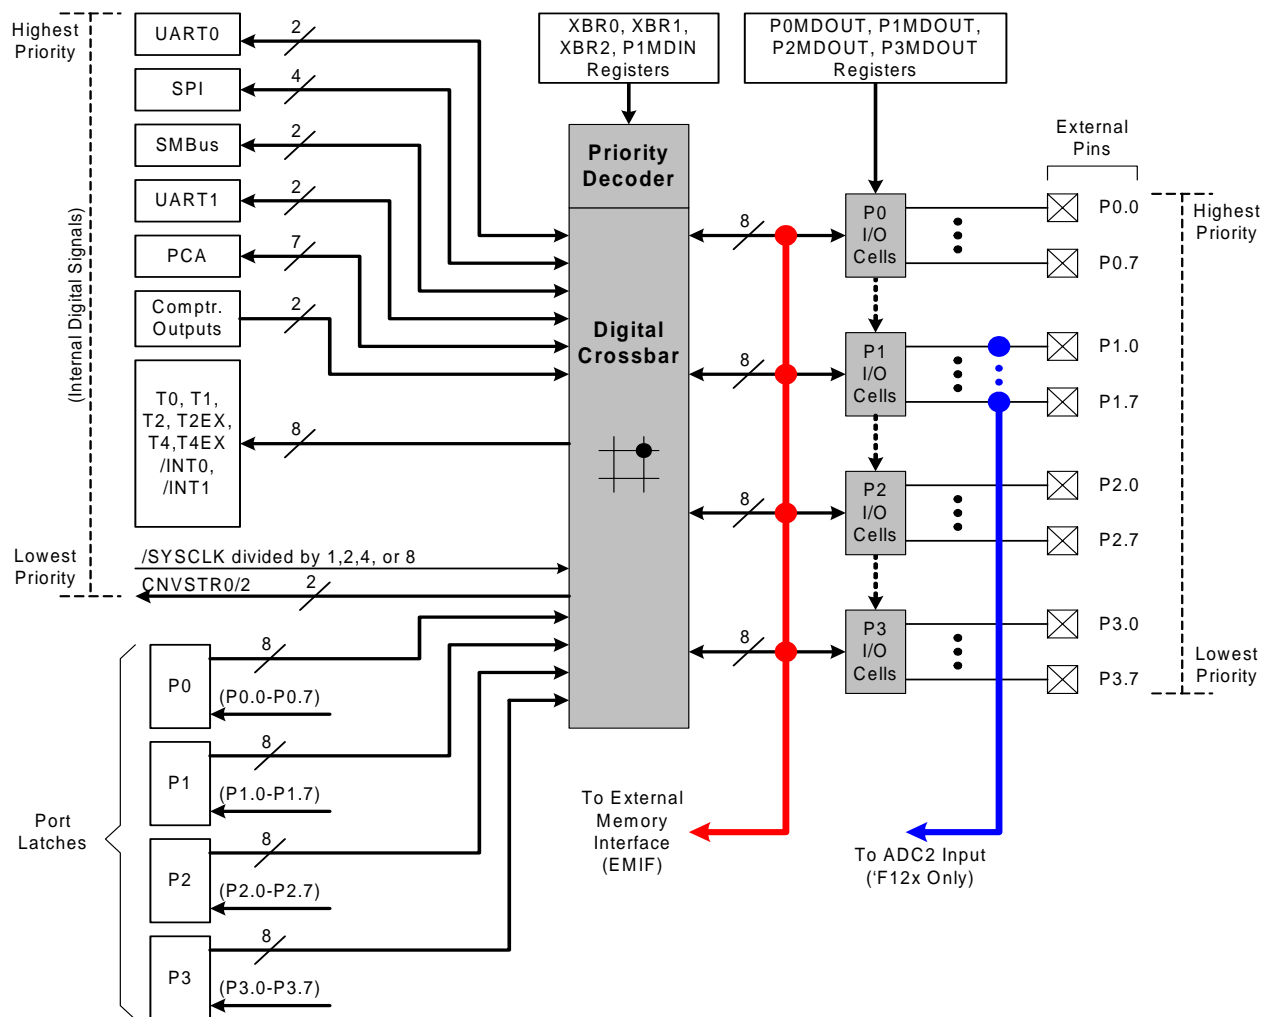 Highest
Priority
UART0
2
SPI
4
SMBus
2
UART1
2
PCA
7
Comptr.
Outputs
2
T0, T1,
T2, T2EX,
T4,T4EX
/INT0,
/INT1
8
(Internal Digital Signals)
Lowest
Priority
/SYSCLK divided by 1,2,4, or 8
CNVSTR0/2
2
XBR0, XBR1,
XBR2, P1MDIN
Registers
P0MDOUT, P1MDOUT,
P2MDOUT, P3MDOUT
Registers
Priority
Decoder
Digital
Crossbar
8
8
8
8
P0
I/O
Cells
P1
I/O
Cells
P2
I/O
Cells
P3
I/O
Cells
External
Pins
P0.0
P0.7
P1.0
P1.7
P2.0
P2.7
P3.0
P3.7
Highest
Priority
Lowest
Priority
Port
Latches
P0
8
(P0.0-P0.7)
P1
8
(P1.0-P1.7)
P2
8
(P2.0-P2.7)
P3
8
(P3.0-P3.7)
To External
Memory
Interface
(EMIF)
To ADC2 Input
(‘F12x Only)